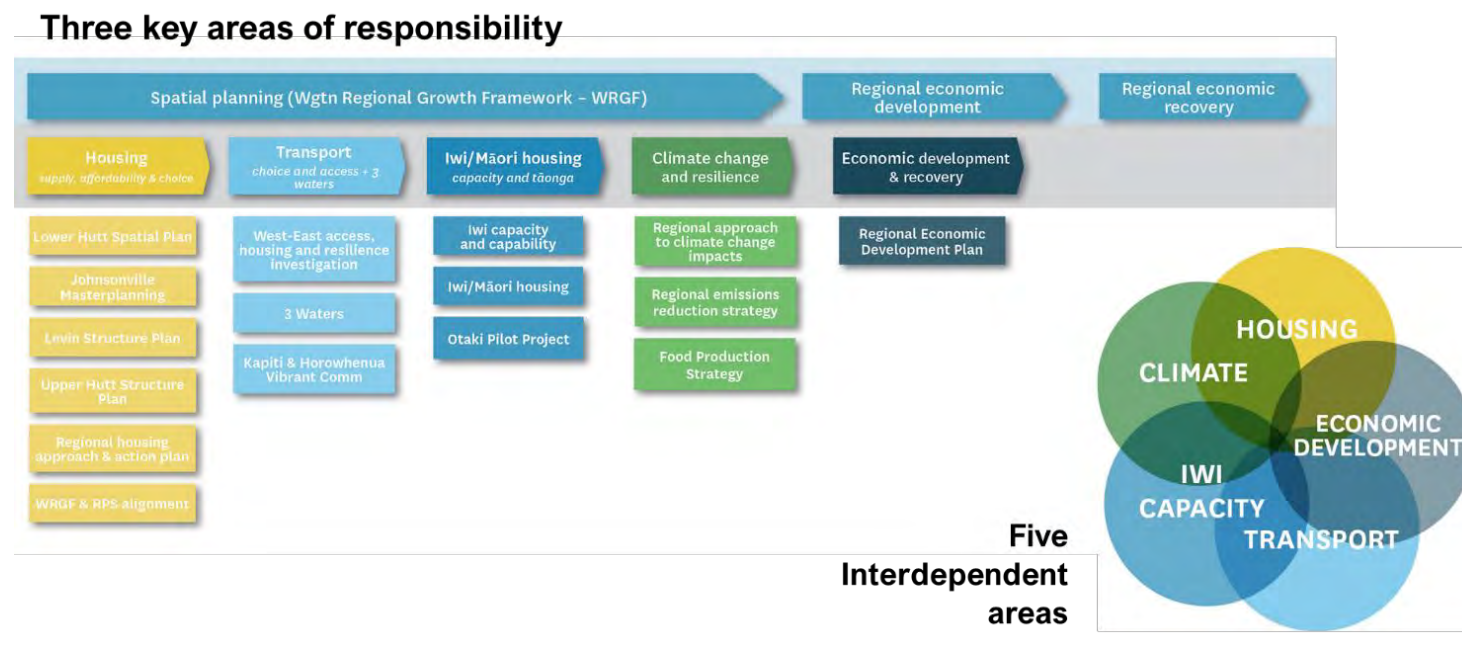 Three key areas of responsibility
Spatial planning (Wgtn Regional Growth Framework – WRGF)
Regional economic
development
Regional economic
recovery
Housing
supply, affordability & choice
Transport
choice and access + 3
waters
Iwi/Māori housing
capacity and tāonga
Climate change
and resilience
Economic development
& recovery
Lower Hutt Spatial Plan
Johnsonville
Masterplanning
Levin Structure Plan
Upper Hutt Structure
Plan
Regional housing
approach & action plan
WRGF & RPS alignment
West-East access,
housing and resilience
investigation
3 Waters
Kapiti & Horowhenua
Vibrant Comm
Iwi capacity
and capability
Iwi/Māori housing
Otaki Pilot Project
Regional approach
to climate change
impacts
Regional emissions
reduction strategy
Food Production
Strategy
Regional Economic
Development Plan
HOUSING
CLIMATE
ECONOMIC
DEVELOPMENT
IWI
CAPACITY
TRANSPORT
Five
Interdependent
areas